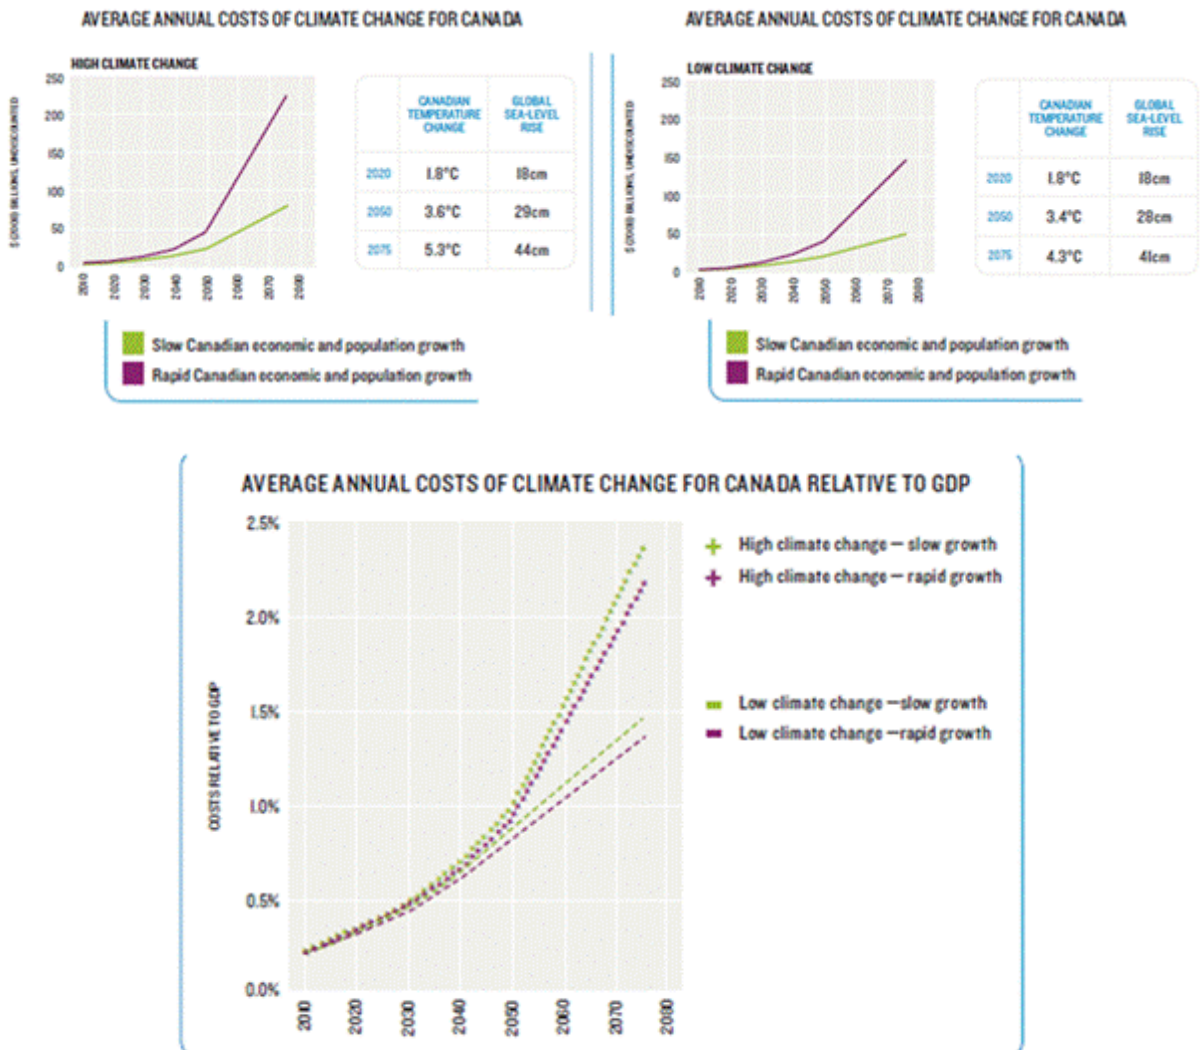 AVERAGE ANNUAL COSTS OF CLIMATE CHANGE FOR CANADA
HIGH CLIMATE CHANGE
250
200
150
100
50
0
$ (2008) BILLIONS, UNDISCOUNTED
2010
2020
2030
2040
2050
2060
2070
2080
CANADIAN TEMPERATURE CHANGE
GLOBAL SEA-LEVEL RISE
2020 1.8°C 18cm
2050 3.6°C 29cm
2075 5.3°C 44cm
Slow Canadian economic and population growth
Rapid Canadian economic and population growth
AVERAGE ANNUAL COSTS OF CLIMATE CHANGE FOR CANADA
LOW CLIMATE CHANGE
250
200
150
100
50
0
$ (2008) BILLIONS, UNDISCOUNTED
2010
2020
2030
2040
2050
2060
2070
2080
CANADIAN TEMPERATURE CHANGE
GLOBAL SEA-LEVEL RISE
2020 1.8°C 18cm
2050 3.4°C 28cm
2075 4.3°C 41cm
Slow Canadian economic and population growth
Rapid Canadian economic and population growth
AVERAGE ANNUAL COSTS OF CLIMATE CHANGE FOR CANADA RELATIVE TO GDP
2.5%
2.0%
1.5%
1.0%
0.5%
0.0%
COSTS RELATIVE TO GDP
2010
2020
2030
2040
2050
2060
2070
2080
High climate change — slow growth
High climate change — rapid growth
Low climate change —slow growth
Low climate change —rapid growth